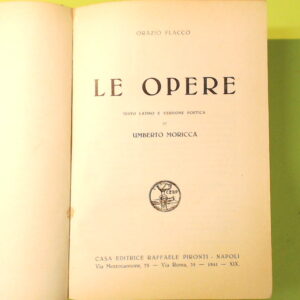 ORAZIO FLACCO
LE OPERE
TESTO LATINO E VERSIONE POETICA
DI
UMBERTO MORICCA
CASA EDITRICE RAFFAELE PIRONTI - NAPOLI
Via Mezzocannone, 75 - Via Roma, 75 - 1941 - XIX.